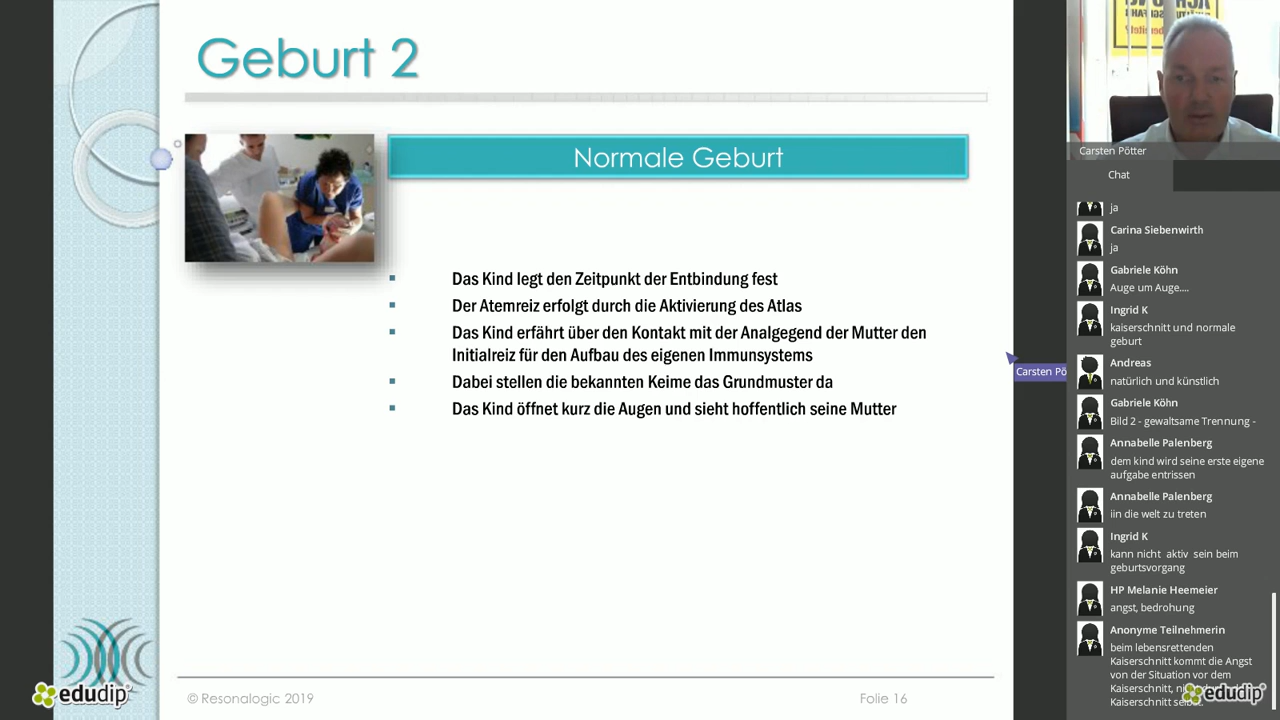 Geburt 2
Normale Geburt
Das Kind legt den Zeitpunkt der Entbindung fest
Der Atemreiz erfolgt durch die Aktivierung des Atlas
Das Kind erfährt über den Kontakt mit der Analgegend der Mutter den
Initialreiz für den Aufbau des eigenen Immunsystems
Dabei stellen die bekannten Keime das Grundmuster da
Das Kind öffnet kurz die Augen und sieht hoffentlich seine Mutter
© Resonalogic 2019
Folie 16
edudip
Carsten Pö
Carsten Pötter
Chat
ja
Carina Siebenwirth
ja
Gabriele Köhn
Auge um Auge....
Ingrid K
kaiserschnitt und normale
geburt
Andreas
natürlich und künstlich
Gabriele Köhn
Bild 2 - gewaltsame Trennung -
Annabelle Palenberg
dem kind wird seine erste eigene
aufgabe entrissen
Annabelle Palenberg
iin die welt zu treten
Ingrid K
kann nicht aktiv sein beim
geburtsvorgang
HP Melanie Heemeier
angst, bedrohung
Anonyme Teilnehmerin
beim lebensrettenden
Kaiserschnitt kommt die Angst
von der Situation vor dem
Kaiserschnitt,
Kaiserschnitt
edudip